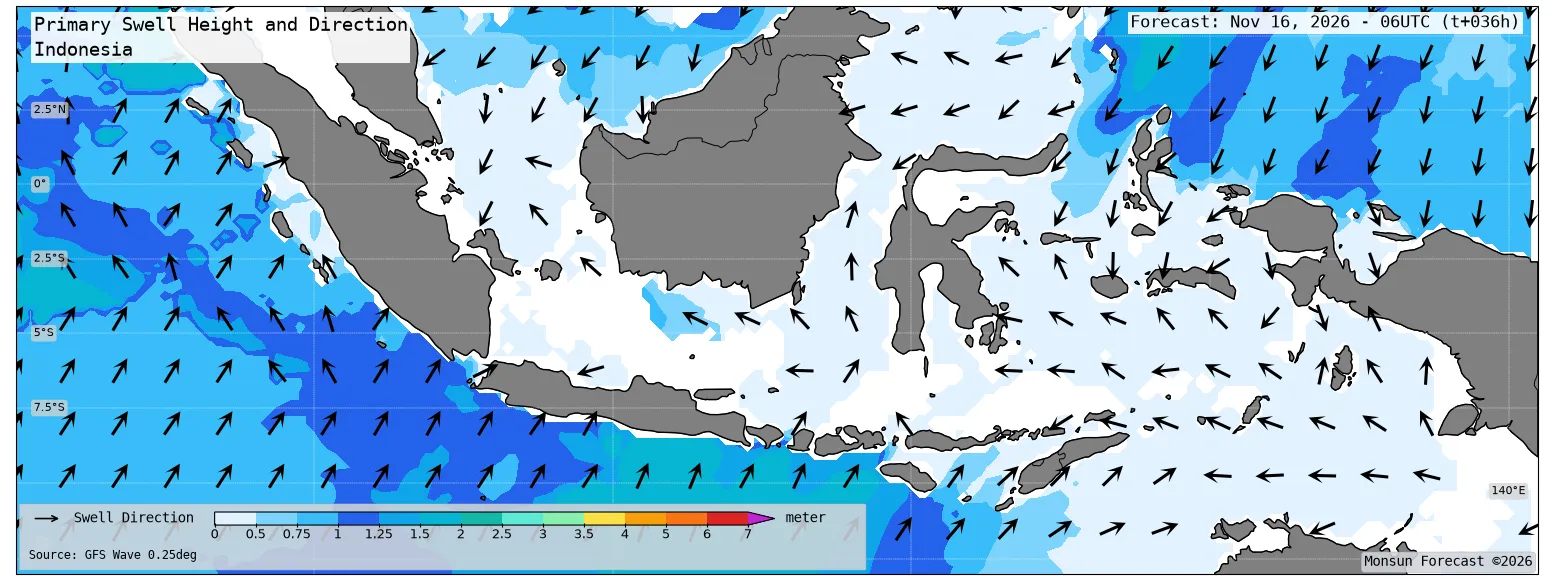 Primary Swell Height and Direction
Indonesia
Forecast: Nov 16, 2026 - 06UTC (t+036h)
2.5°N
0°
2.5°S
5°S
7.5°S
140°E
Swell Direction
0 0.5 0.75 1 1.25 1.5 2 2.5 3 3.5 4 5 6 7
meter
Source: GFS Wave 0.25deg
Monsun Forecast ©2026